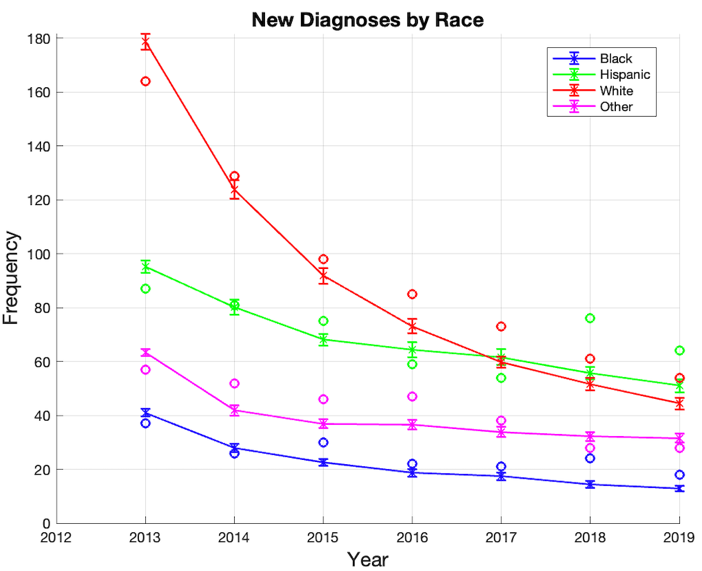 New Diagnoses by Race
180
160
140
120
100
80
60
40
20
0
Frequency
Black
Hispanic
White
Other
2012 2013 2014 2015 2016 2017 2018 2019
Year